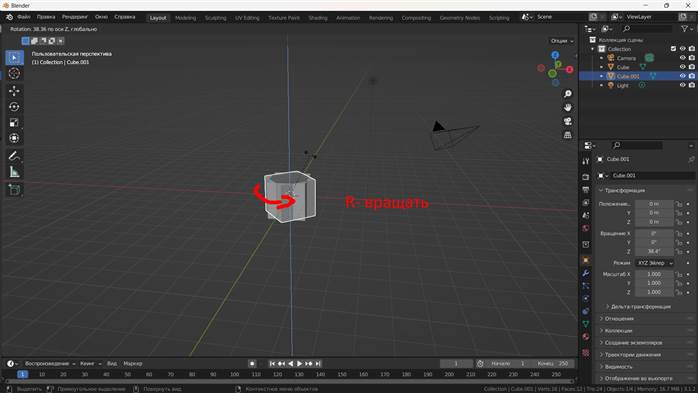 Blender
Файл Правка Рендеринг Окно Справка Layout Modeling Sculpting UV Editing Texture Paint Shading Animation Rendering Compositing Geometry Nodes Scripting Scene ViewLayer
Rotation: 38.36 по оси Z, глобально
Опции
Пользовательская перспектива
(1) Collection | Cube.001
Коллекция сцены
Collection
Camera
Cube
Cube.001
Light
R- вращать
Cube.001
Cube.001
Трансформация
Положение.. 0 m
Y 0 m
Z 0 m
Вращение X 0°
Y 0°
Z 38.4°
Режим XYZ Эйлер
Масштаб X 1.000
Y 1.000
Z 1.000
Дельта-трансформация
Отношения
Коллекции
Создание экземпляров
Траектории движения
Видимость
Отображение во вьюпорте
Воспроизведение Кеинг Вид Маркер 1 Начало 1 Конец 250
1 10 20 30 40 50 60 70 80 90 100 110 120 130 140 150 160 170 180 190 200 210 220 230 240 250
Выделить Прямоугольное выделение Повернуть вид Контекстное меню объектов Collection | Cube.001 | Verts:16 | Faces:12 | Tris:24 | Objects:1/4 | Memory: 16.7 MiB | 3.1.2